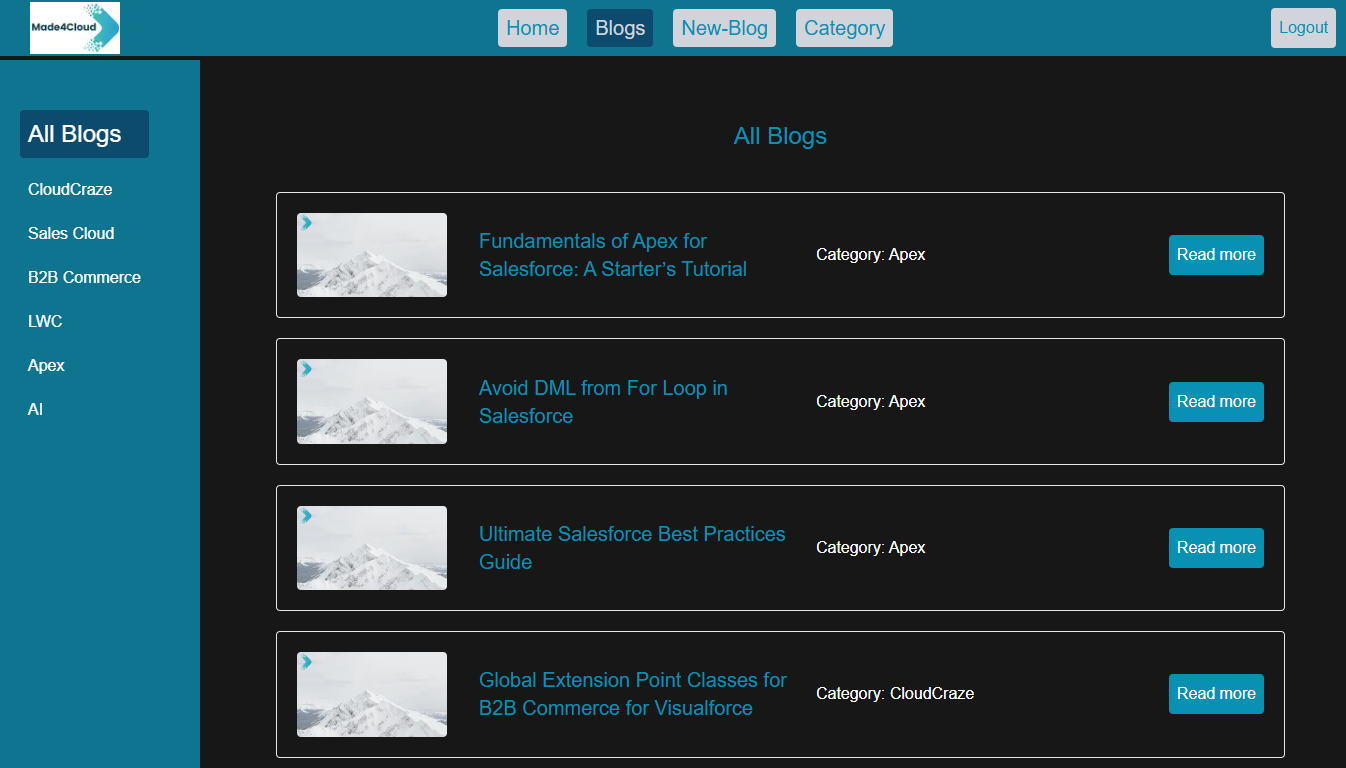 Made4Cloud
Home
Blogs
New-Blog
Category
Logout
All Blogs
CloudCraze
Sales Cloud
B2B Commerce
LWC
Apex
AI
All Blogs
Fundamentals of Apex for
Salesforce: A Starter’s Tutorial
Category: Apex
Read more
Avoid DML from For Loop in
Salesforce
Category: Apex
Read more
Ultimate Salesforce Best Practices
Guide
Category: Apex
Read more
Global Extension Point Classes for
B2B Commerce for Visualforce
Category: CloudCraze
Read more